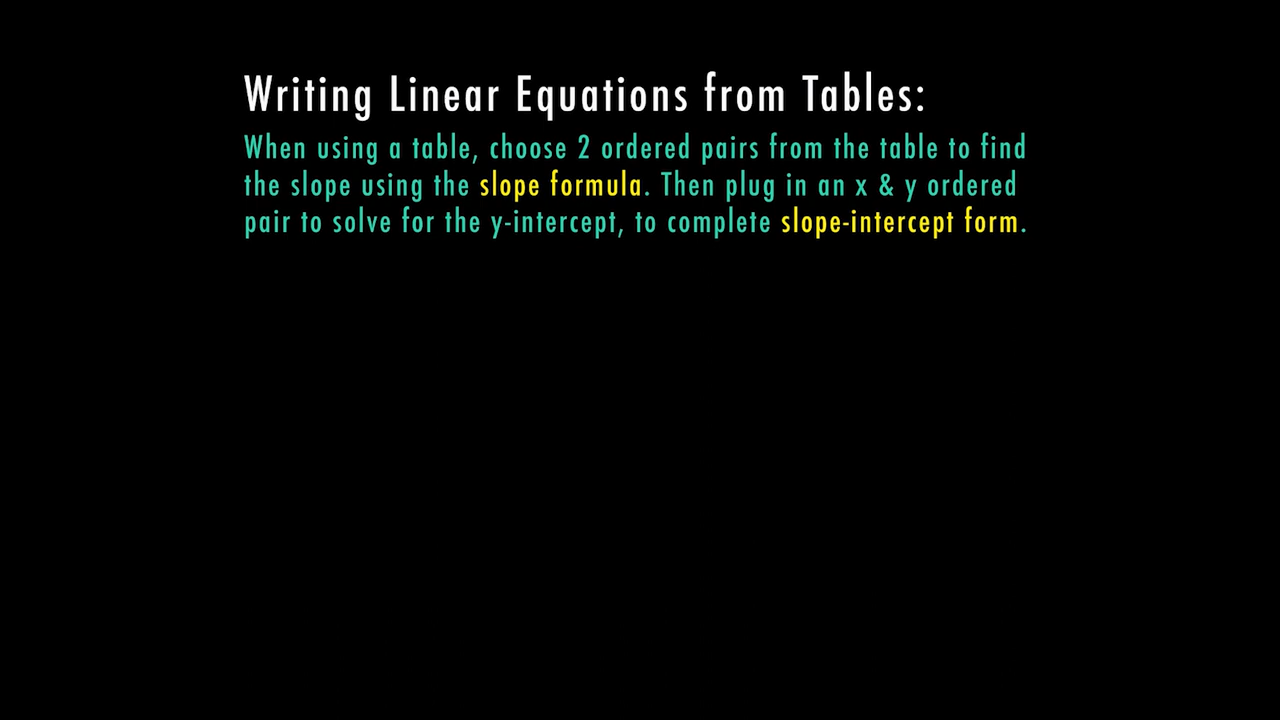 Writing Linear Equations from Tables:
When using a table, choose 2 ordered pairs from the table to find
the slope using the slope formula. Then plug in an x & y ordered
pair to solve for the y-intercept, to complete slope-intercept form.